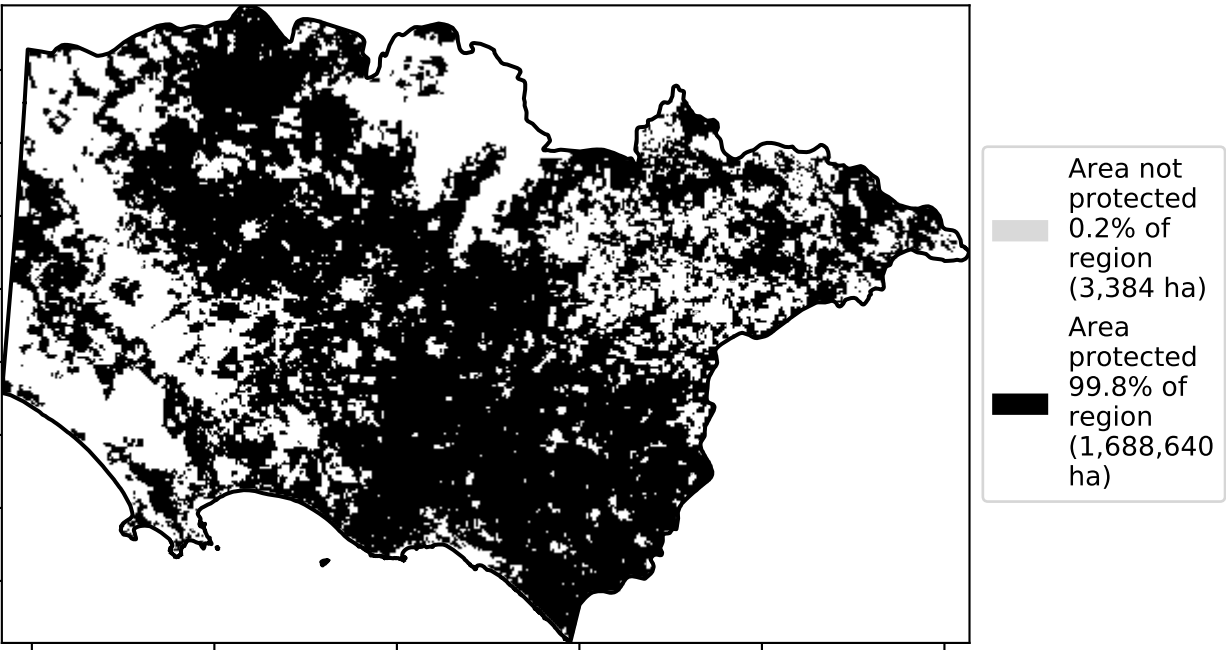 Area not
protected
0.2% of
region
(3,384 ha)
Area
protected
99.8% of
region
(1,688,640
ha)